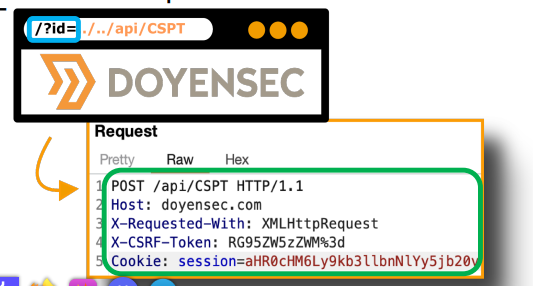 /?id=./../api/CSPT
DOYENSEC
Request
Pretty Raw Hex
1 POST /api/CSPT HTTP/1.1
2 Host: doyensec.com
3 X-Requested-With: XMLHttpRequest
4 X-CSRF-Token: RG95ZW5zZWM%3d
5 Cookie: session=aHR0cHM6Ly9kb3llbnNlYy5jb20v